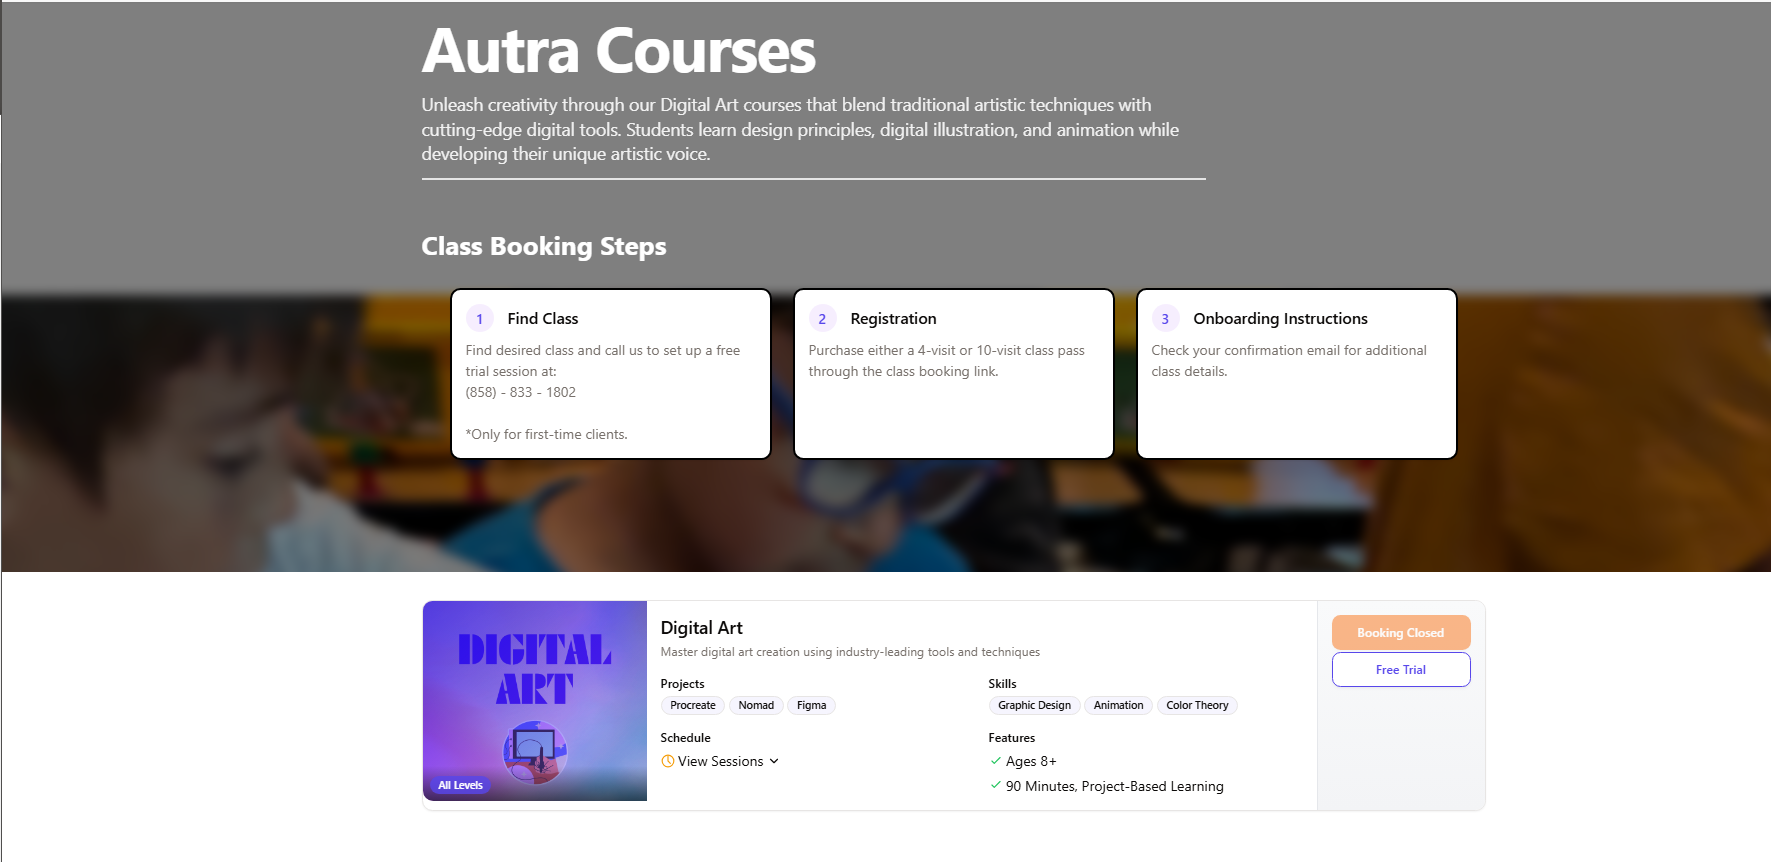 Autra Courses
Unleash creativity through our Digital Art courses that blend traditional artistic techniques with
cutting-edge digital tools. Students learn design principles, digital illustration, and animation while
developing their unique artistic voice.
Class Booking Steps
1 Find Class
Find desired class and call us to set up a free
trial session at:
(858) - 833 - 1802
*Only for first-time clients.
2 Registration
Purchase either a 4-visit or 10-visit class pass
through the class booking link.
3 Onboarding Instructions
Check your confirmation email for additional
class details.
DIGITAL
ART
All Levels
Digital Art
Master digital art creation using industry-leading tools and techniques
Projects
Procreate Nomad Figma
Skills
Graphic Design Animation Color Theory
Schedule
View Sessions
Features
Ages 8+
90 Minutes, Project-Based Learning
Booking Closed
Free Trial